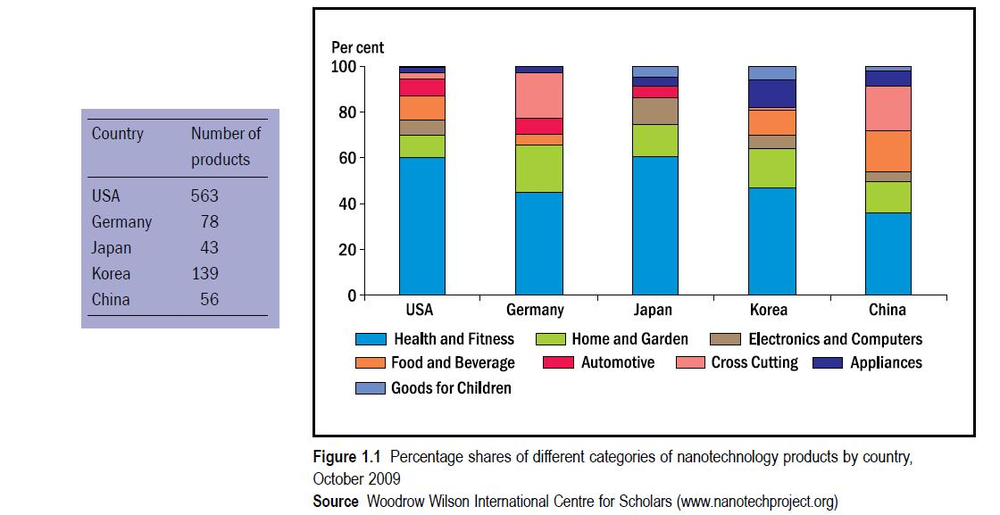 Country Number of
products
USA 563
Germany 78
Japan 43
Korea 139
China 56
Per cent
100
80
60
40
20
0
USA Germany Japan Korea China
Health and Fitness Home and Garden Electronics and Computers
Food and Beverage Automotive Cross Cutting Appliances
Goods for Children
Figure 1.1 Percentage shares of different categories of nanotechnology products by country,
October 2009
Source Woodrow Wilson International Centre for Scholars (www.nanotechproject.org)